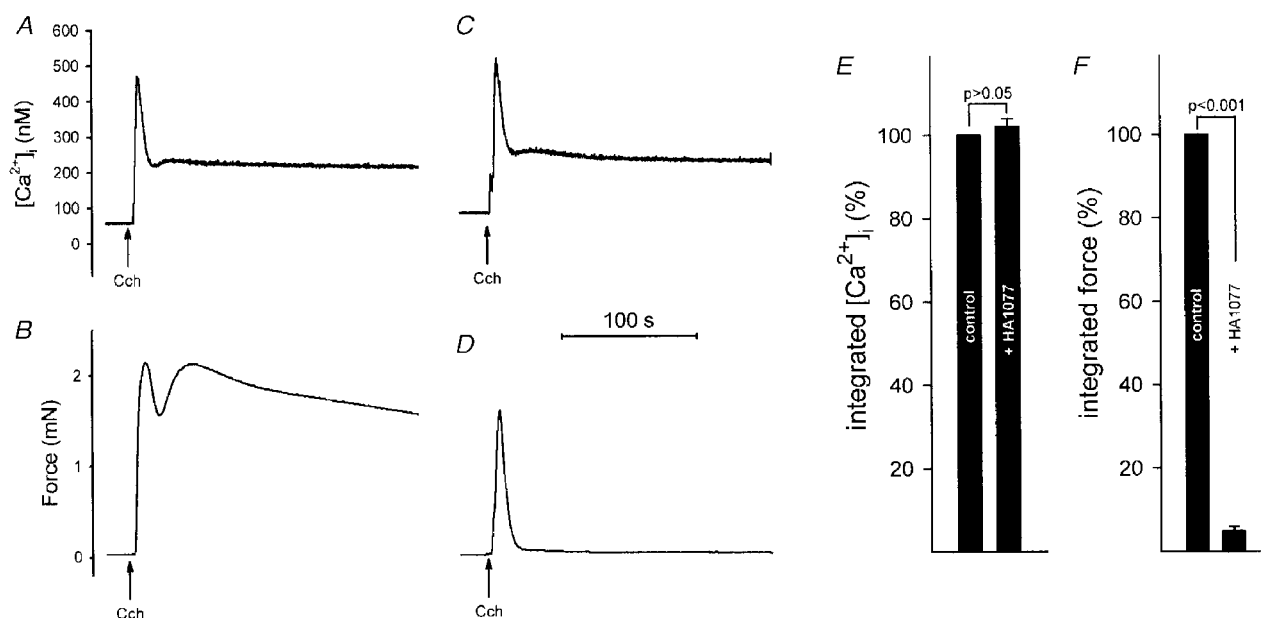 A
600
500
400
300
200
100
0
[Ca2+]i (nM)
Cch
C
Cch
B
2
1
0
Force (mN)
Cch
D
100 s
Cch
E
p>0.05
100
80
60
40
20
integrated [Ca2+]i (%)
control
+ HA1077
F
p<0.001
100
80
60
40
20
integrated force (%)
control
+ HA1077